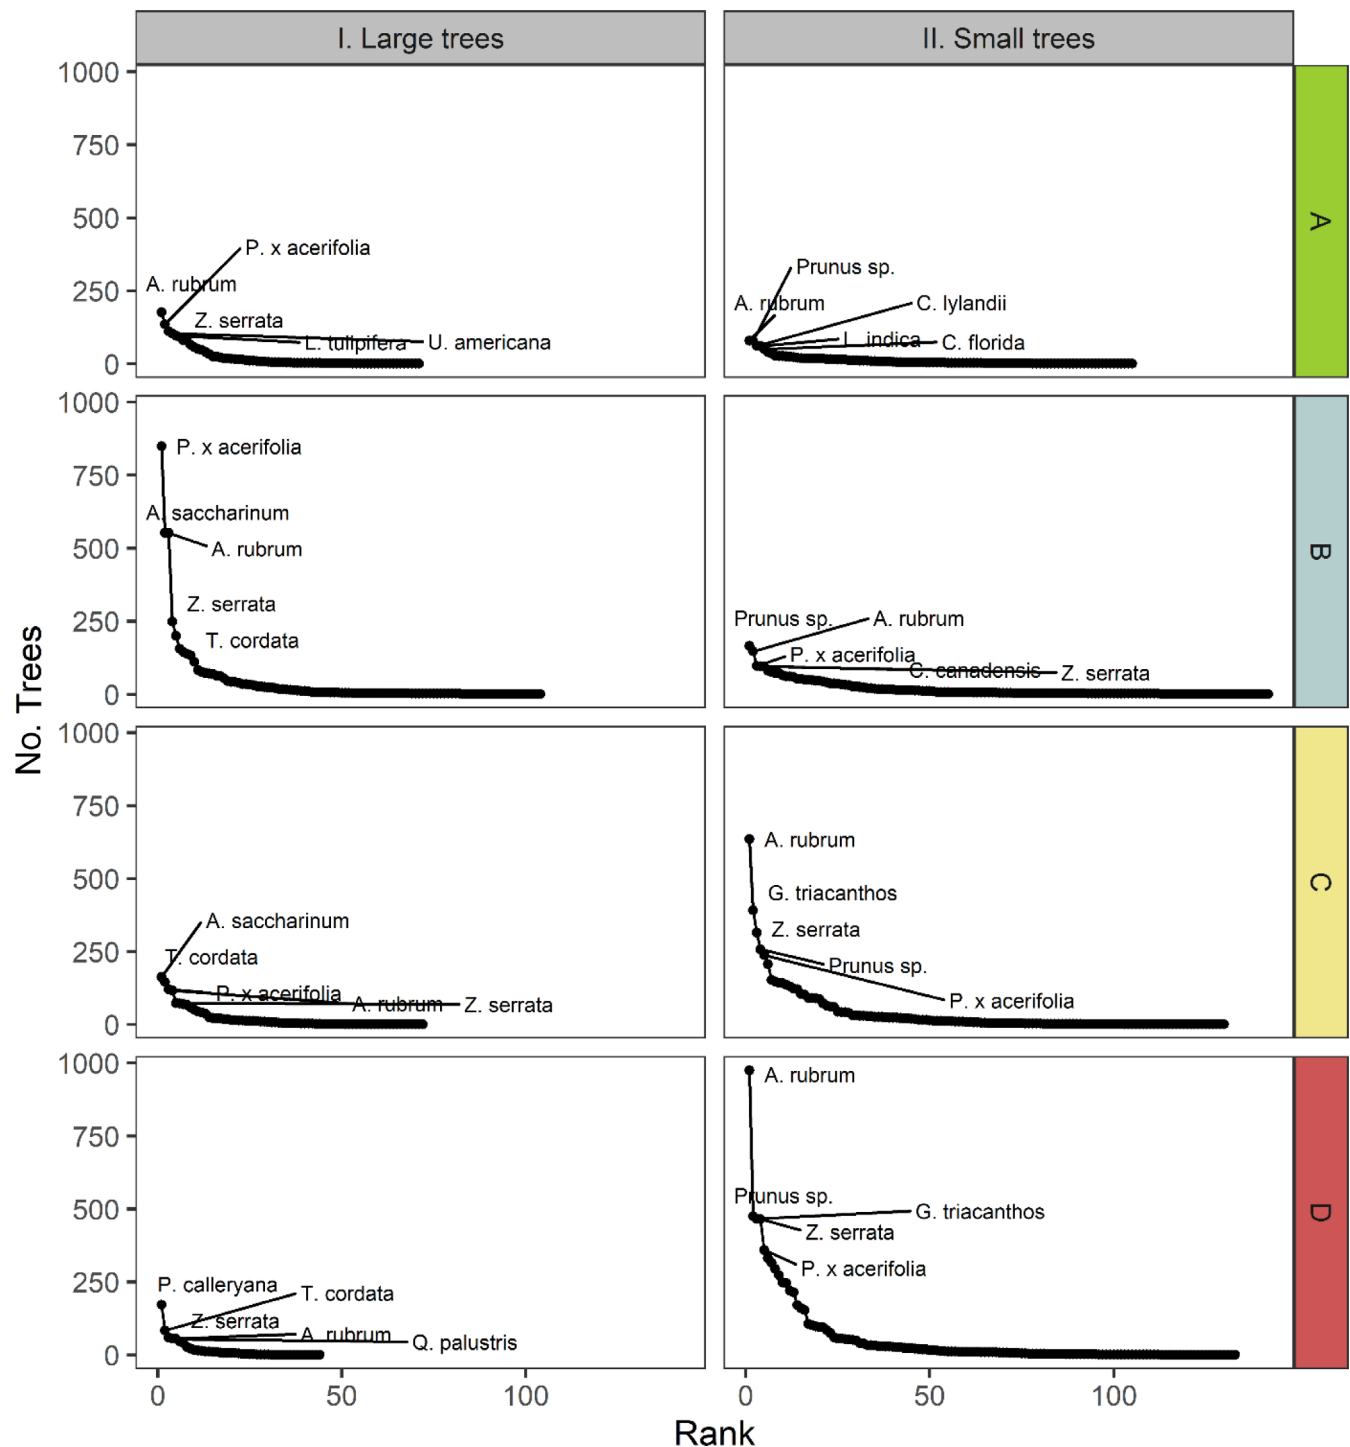 I. Large trees
II. Small trees
No. Trees
1000
750
500
250
0
P. x acerifolia
A. rubrum
Z. serrata
L. tulipifera
U. americana
Prunus sp.
A. rubrum
C. lylandii
L. indica
C. florida
A
1000
750
500
250
0
P. x acerifolia
A. saccharinum
A. rubrum
Z. serrata
T. cordata
Prunus sp.
A. rubrum
P. x acerifolia
C. canadensis
Z. serrata
B
1000
750
500
250
0
A. saccharinum
T. cordata
P. x acerifolia
A. rubrum
Z. serrata
A. rubrum
G. triacanthos
Z. serrata
Prunus sp.
P. x acerifolia
C
1000
750
500
250
0
P. calleryana
T. cordata
Z. serrata
A. rubrum
Q. palustris
A. rubrum
Prunus sp.
G. triacanthos
Z. serrata
P. x acerifolia
D
0
50
100
0
50
100
Rank